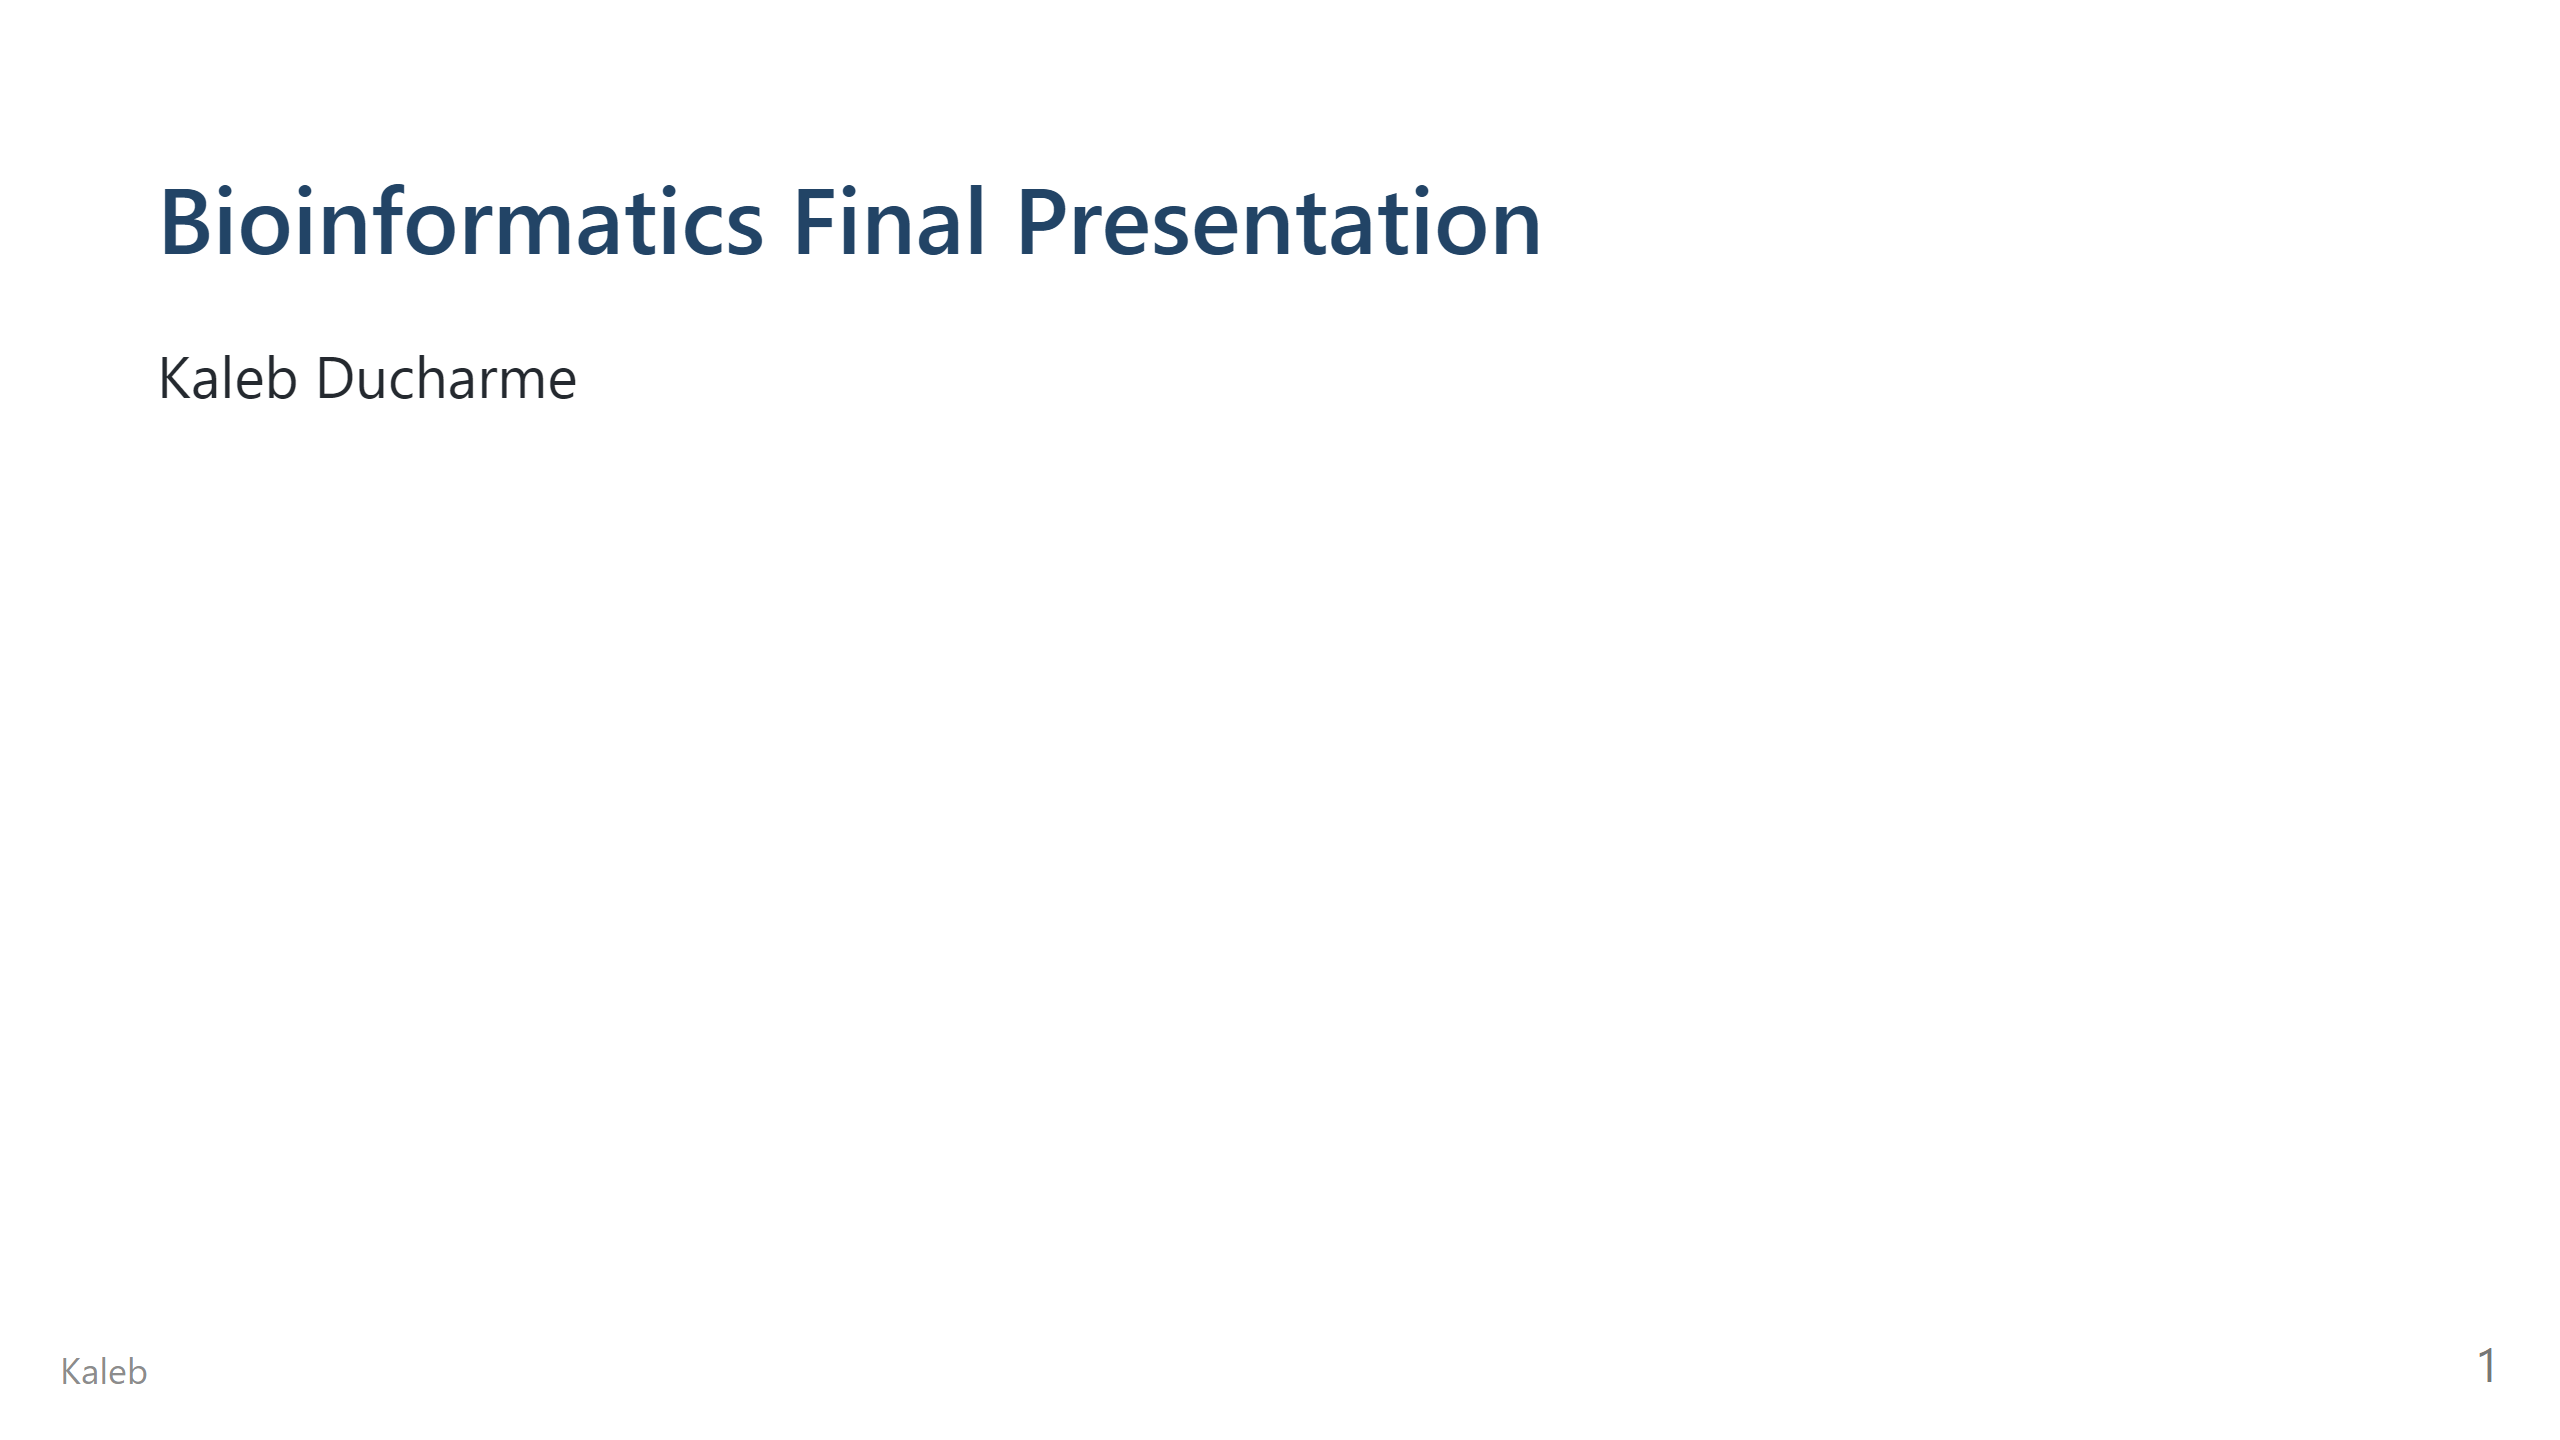 Bioinformatics Final Presentation
Kaleb Ducharme
Kaleb
1